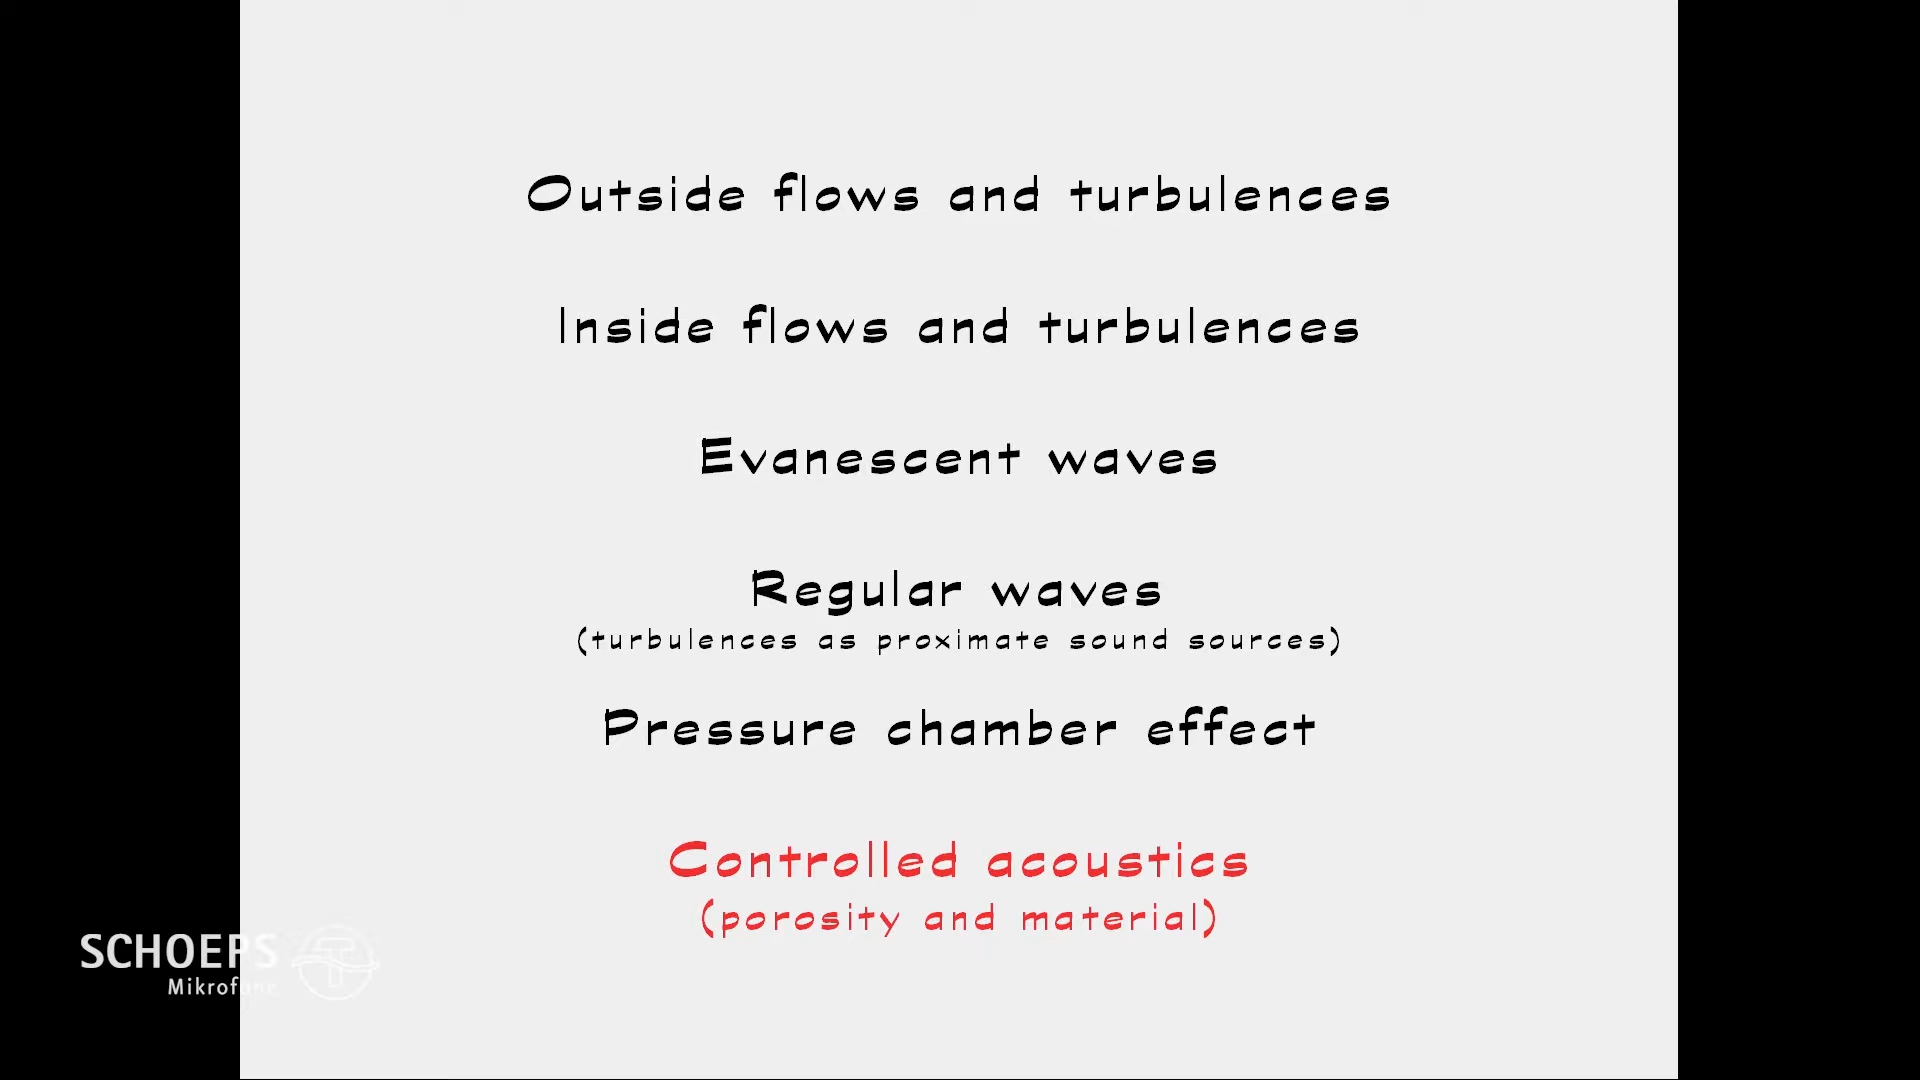 Outside flows and turbulences
Inside flows and turbulences
Evanescent waves
Regular waves
(turbulences as proximate sound sources)
Pressure chamber effect
Controlled acoustics
(porosity and material)
SCHOEPS
Mikrofone